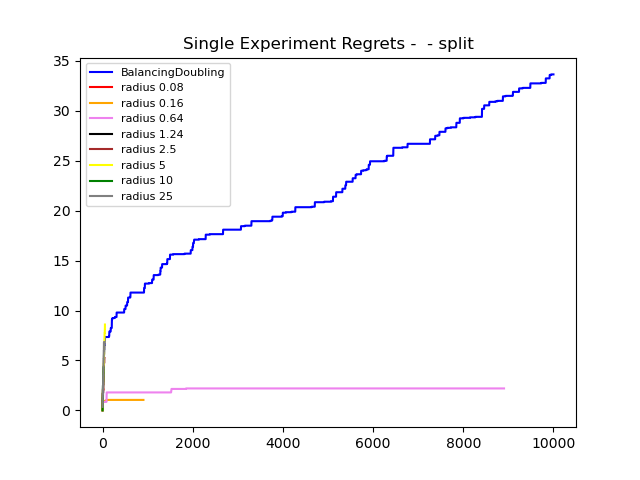 Single Experiment Regrets -  - split
35
30
25
20
15
10
5
0
BalancingDoubling
radius 0.08
radius 0.16
radius 0.64
radius 1.24
radius 2.5
radius 5
radius 10
radius 25
0 2000 4000 6000 8000 10000